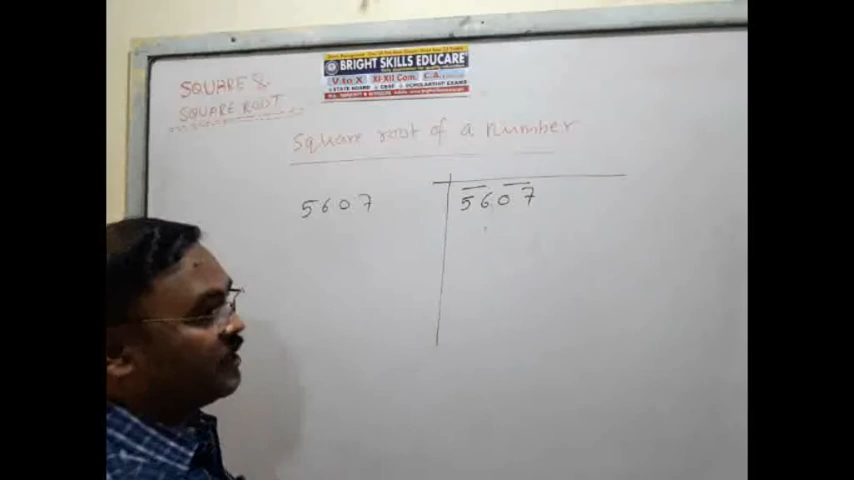 BRIGHT SKILLS EDUCARE
V to X XI-XII Com. C.A.
STATE BOARD CBSE SCHOLARSHIP EXAMS
SQUARE &
SQUARE ROOT
Square root of a number
5607 5607